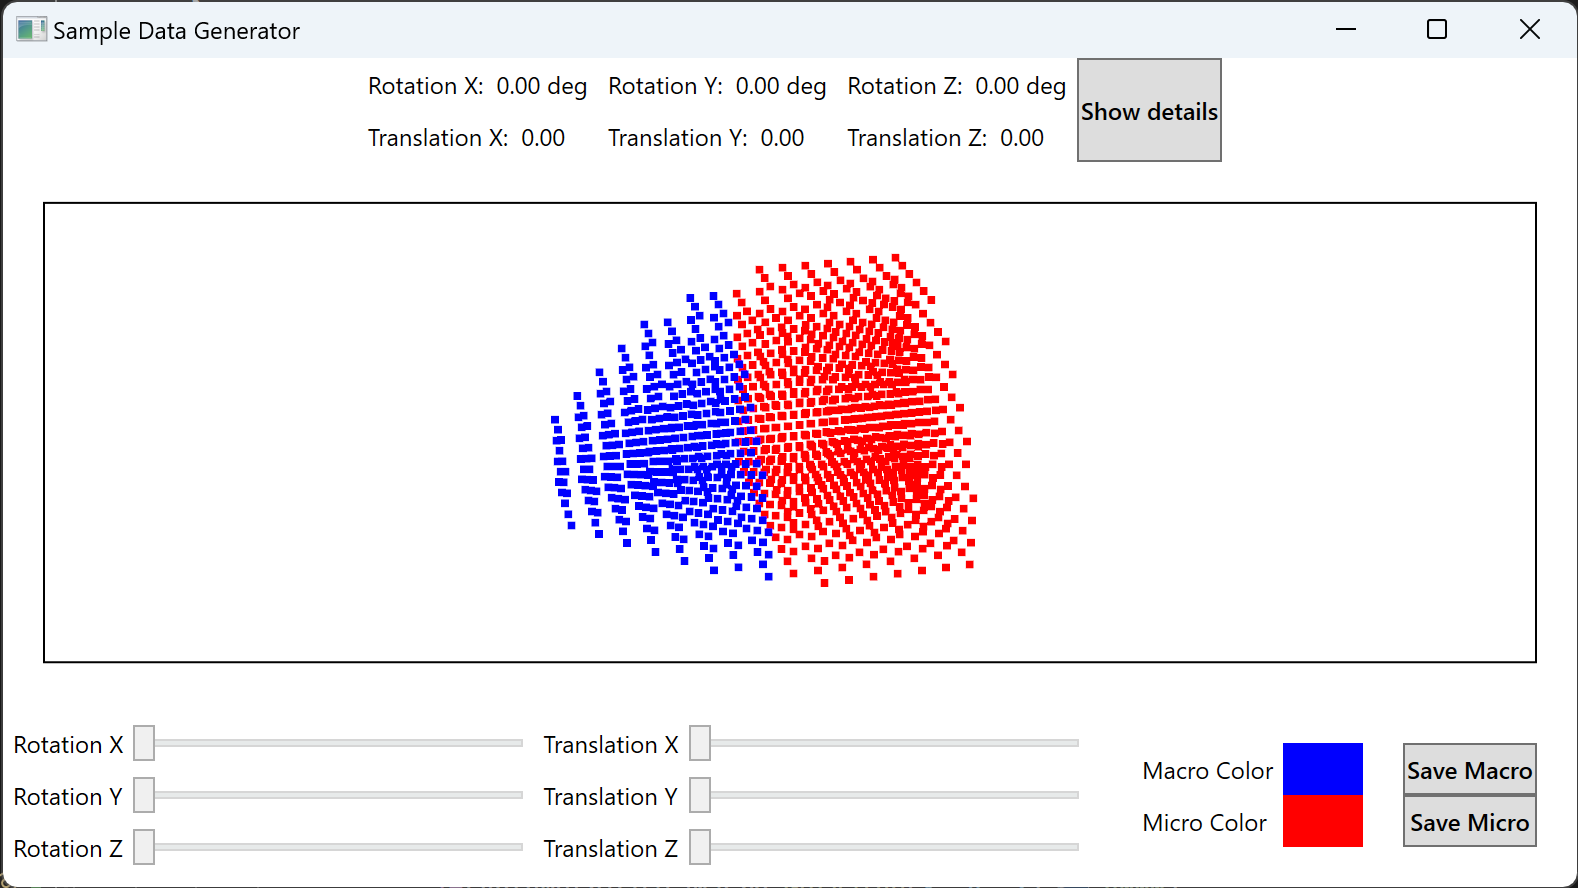 Sample Data Generator
Rotation X: 0.00 deg Rotation Y: 0.00 deg Rotation Z: 0.00 deg
Show details
Translation X: 0.00 Translation Y: 0.00 Translation Z: 0.00
Rotation X Translation X
Macro Color Save Macro
Rotation Y Translation Y
Micro Color Save Micro
Rotation Z Translation Z